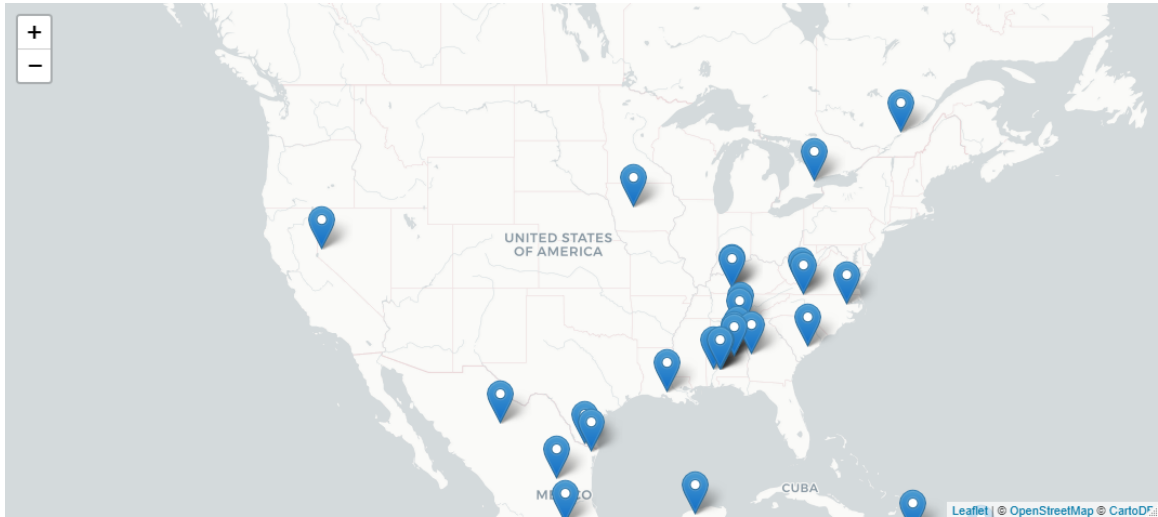 +
−
UNITED STATES
OF AMERICA
CUBA
Leaflet | © OpenStreetMap © CartoDB